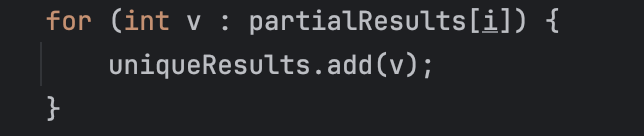 for (int v : partialResults[i]) {
    uniqueResults.add(v);
}